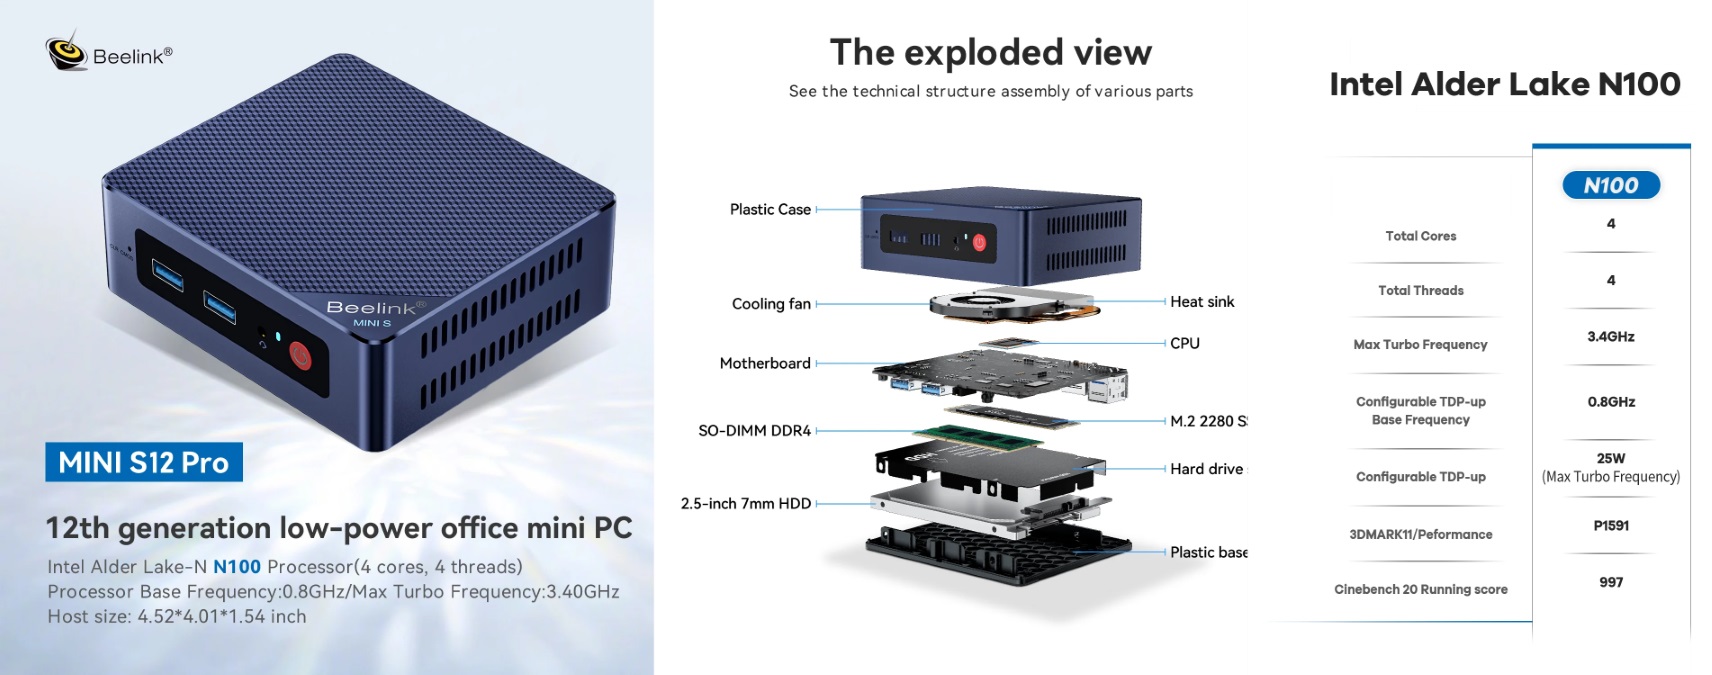 Beelink®
Beelink®
MINI S
MINI S12 Pro
12th generation low-power office mini PC
Intel Alder Lake-N N100 Processor(4 cores, 4 threads)
Processor Base Frequency:0.8GHz/Max Turbo Frequency:3.40GHz
Host size: 4.52*4.01*1.54 inch
The exploded view
See the technical structure assembly of various parts
Plastic Case
Cooling fan
Heat sink
CPU
Motherboard
M.2 2280
SO-DIMM DDR4
Hard drive
2.5-inch 7mm HDD
Plastic base
Intel Alder Lake N100
N100
Total Cores 4
Total Threads 4
Max Turbo Frequency 3.4GHz
Configurable TDP-up
Base Frequency 0.8GHz
Configurable TDP-up 25W
(Max Turbo Frequency)
3DMARK11/Peformance P1591
Cinebench 20 Running score 997